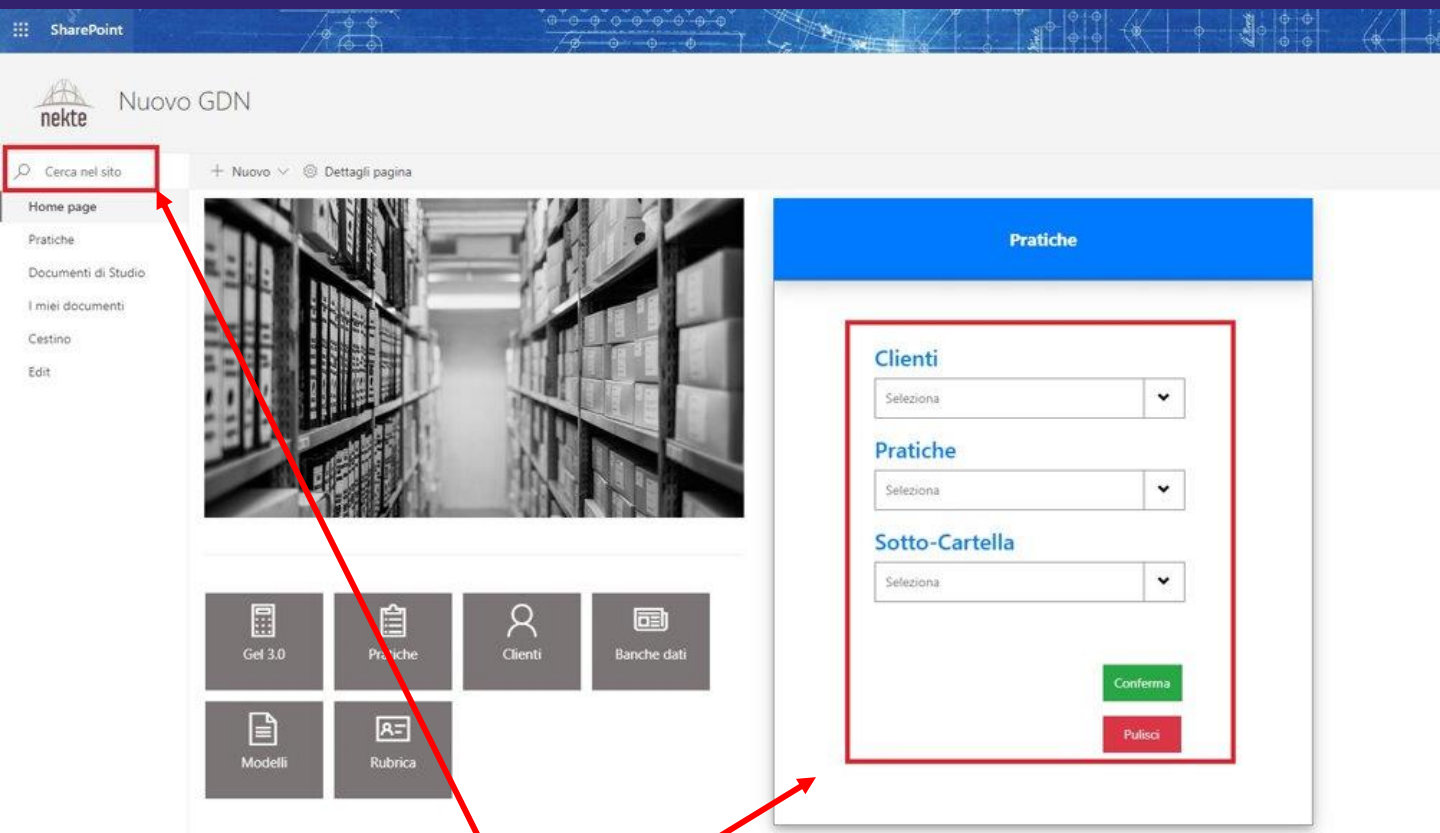 SharePoint
nekte
Nuovo GDN
Cerca nel sito
Nuovo
Dettagli pagina
Home page
Pratiche
Documenti di Studio
I miei documenti
Cestino
Edit
Pratiche
Clienti
Seleziona
Pratiche
Seleziona
Sotto-Cartella
Seleziona
Conferma
Pulisci
Gel 3.0
Pratiche
Clienti
Banche dati
Modelli
Rubrica